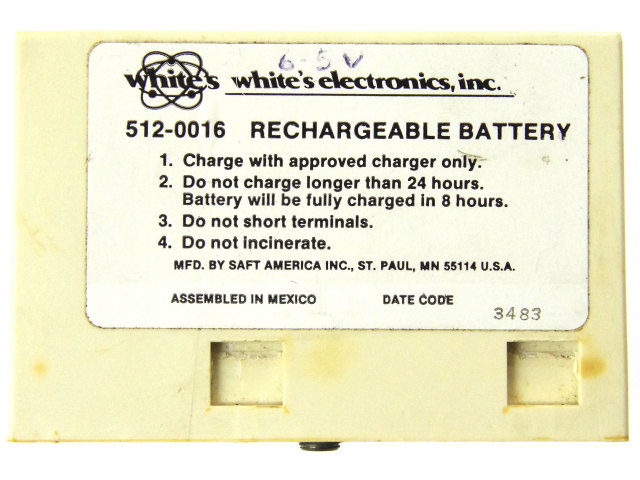 6-5V
White's white's electronics, inc.
512-0016 RECHARGEABLE BATTERY
1. Charge with approved charger only.
2. Do not charge longer than 24 hours.
Battery will be fully charged in 8 hours.
3. Do not short terminals.
4. Do not incinerate.
MFD. BY SAFT AMERICA INC., ST. PAUL, MN 55114 U.S.A.
ASSEMBLED IN MEXICO DATE CODE
3483